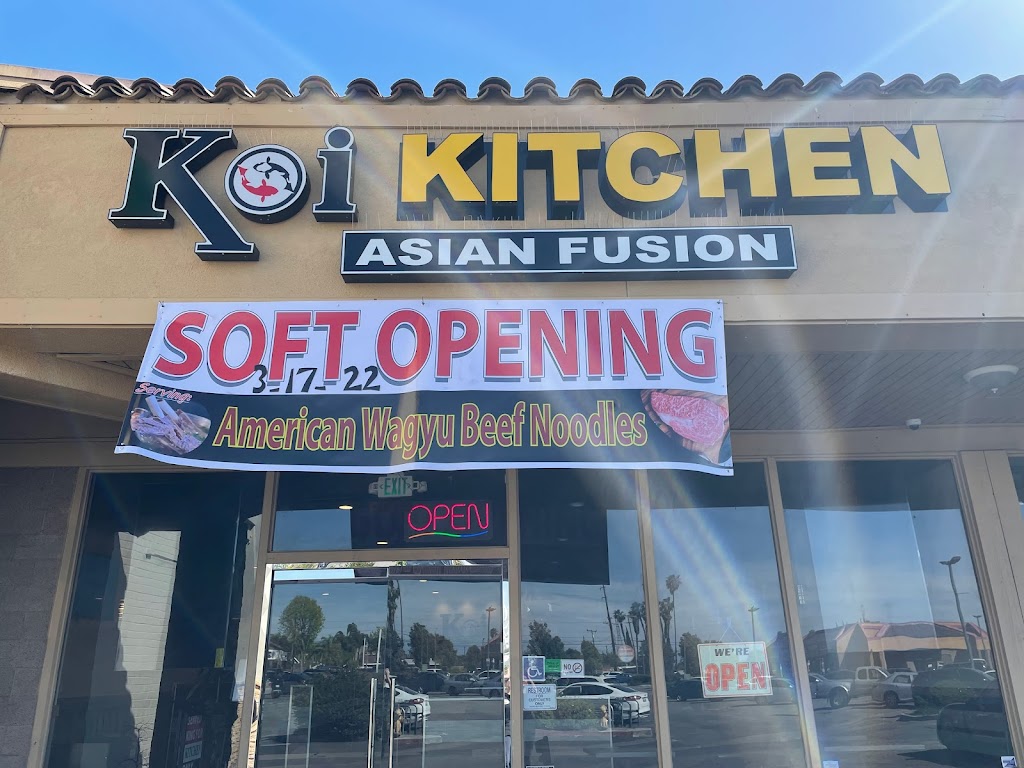 Koi KITCHEN
ASIAN FUSION
SOFT OPENING
3-17-22
Serving:
American Wagyu Beef Noodles
EXIT
OPEN
WE'RE
OPEN
NO
RESTROOM